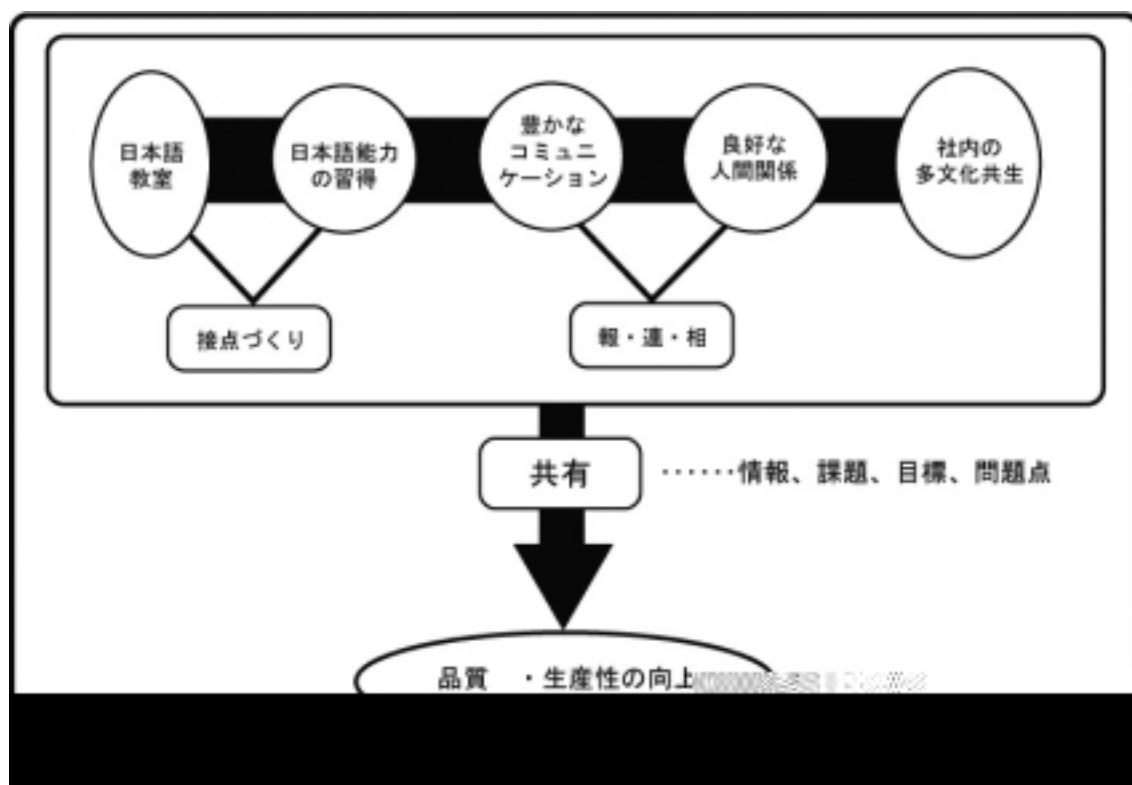 日本語
教室
日本語能力
の習得
豊かな
コミュニ
ケーション
良好な
人間関係
社内の
多文化共生
接点づくり
報・連・相
共有
……情報、課題、目標、問題点
品質 ・生産性の向上